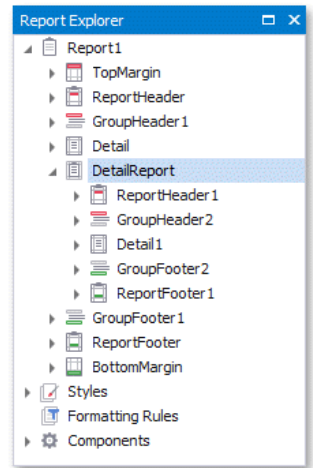 Report Explorer
Report1
TopMargin
ReportHeader
GroupHeader1
Detail
DetailReport
ReportHeader1
GroupHeader2
Detail1
GroupFooter2
ReportFooter1
GroupFooter1
ReportFooter
BottomMargin
Styles
Formatting Rules
Components